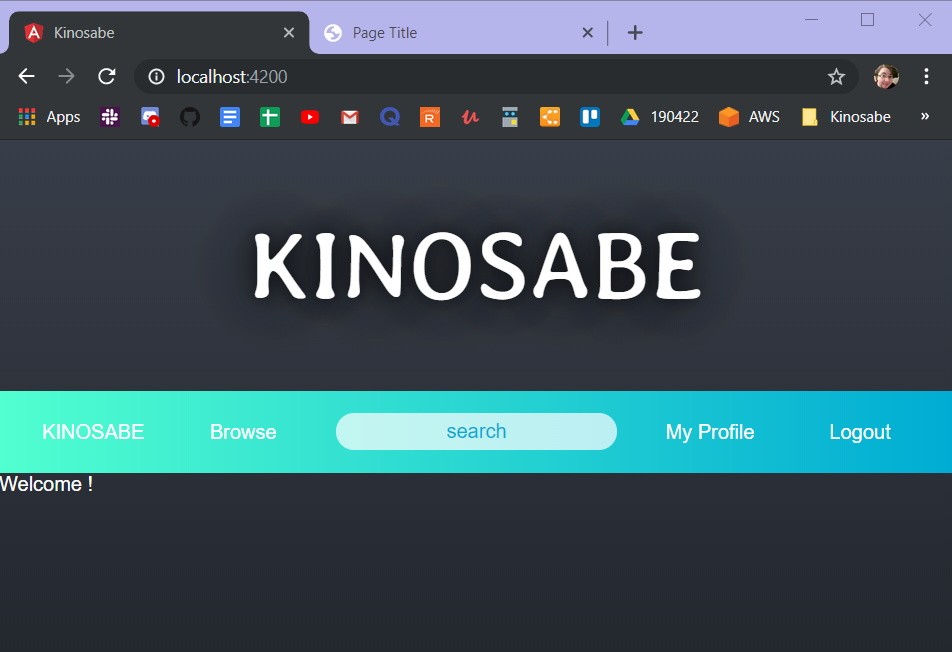 Kinosabe
Page Title
localhost:4200
Apps
R
190422
AWS
Kinosabe
»
KINOSABE
KINOSABE
Browse
search
My Profile
Logout
Welcome !